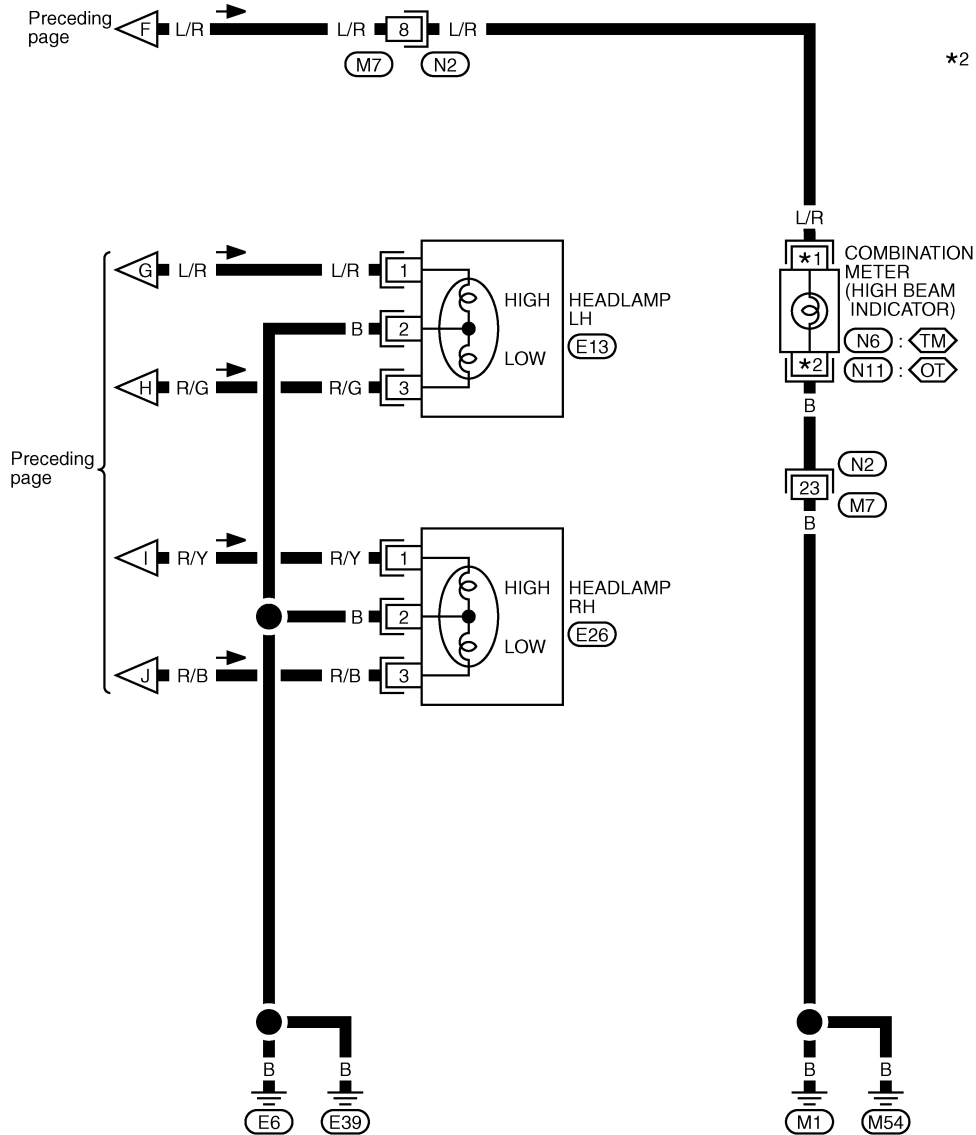 Preceding
page
F L/R L/R 8 L/R
M7 N2
*2
L/R
*1
COMBINATION
METER
(HIGH BEAM
INDICATOR)
N6 : TM
*2
N11 : OT
B
N2
23
M7
B
G L/R L/R 1
HIGH
HEADLAMP
LH
E13
B 2
LOW
H R/G R/G 3
Preceding
page
I R/Y R/Y 1
HIGH
HEADLAMP
RH
E26
B 2
LOW
J R/B R/B 3
B B B B
E6 E39 M1 M54